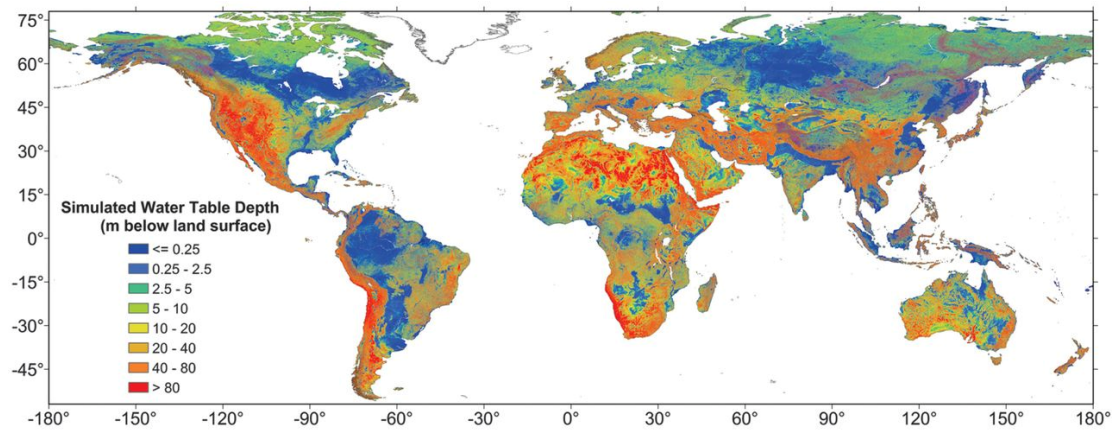 75°
60°
45°
30°
15°
0°
-15°
-30°
-45°
Simulated Water Table Depth
(m below land surface)
<= 0.25
0.25 - 2.5
2.5 - 5
5 - 10
10 - 20
20 - 40
40 - 80
> 80
-180° -150° -120° -90° -60° -30° 0° 30° 60° 90° 120° 150° 180°